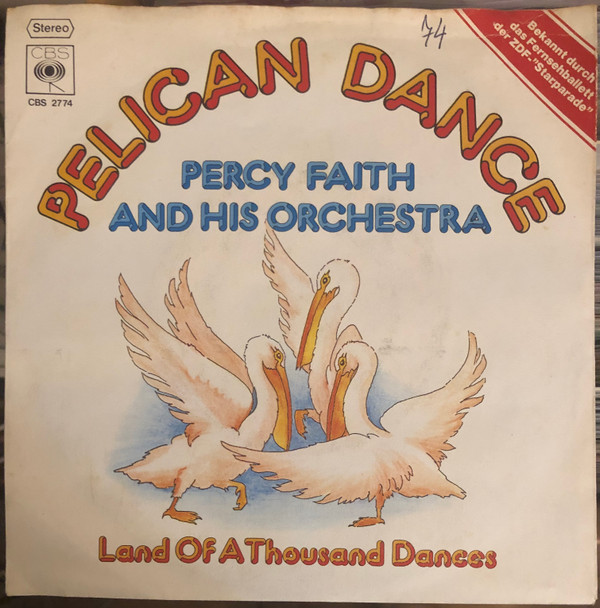 Stereo
CBS
CBS 2774
74
Bekannt durch
das Fernsehballett
der ZDF-"Starparade"
PELICAN DANCE
PERCY FAITH
AND HIS ORCHESTRA
Land Of A Thousand Dances